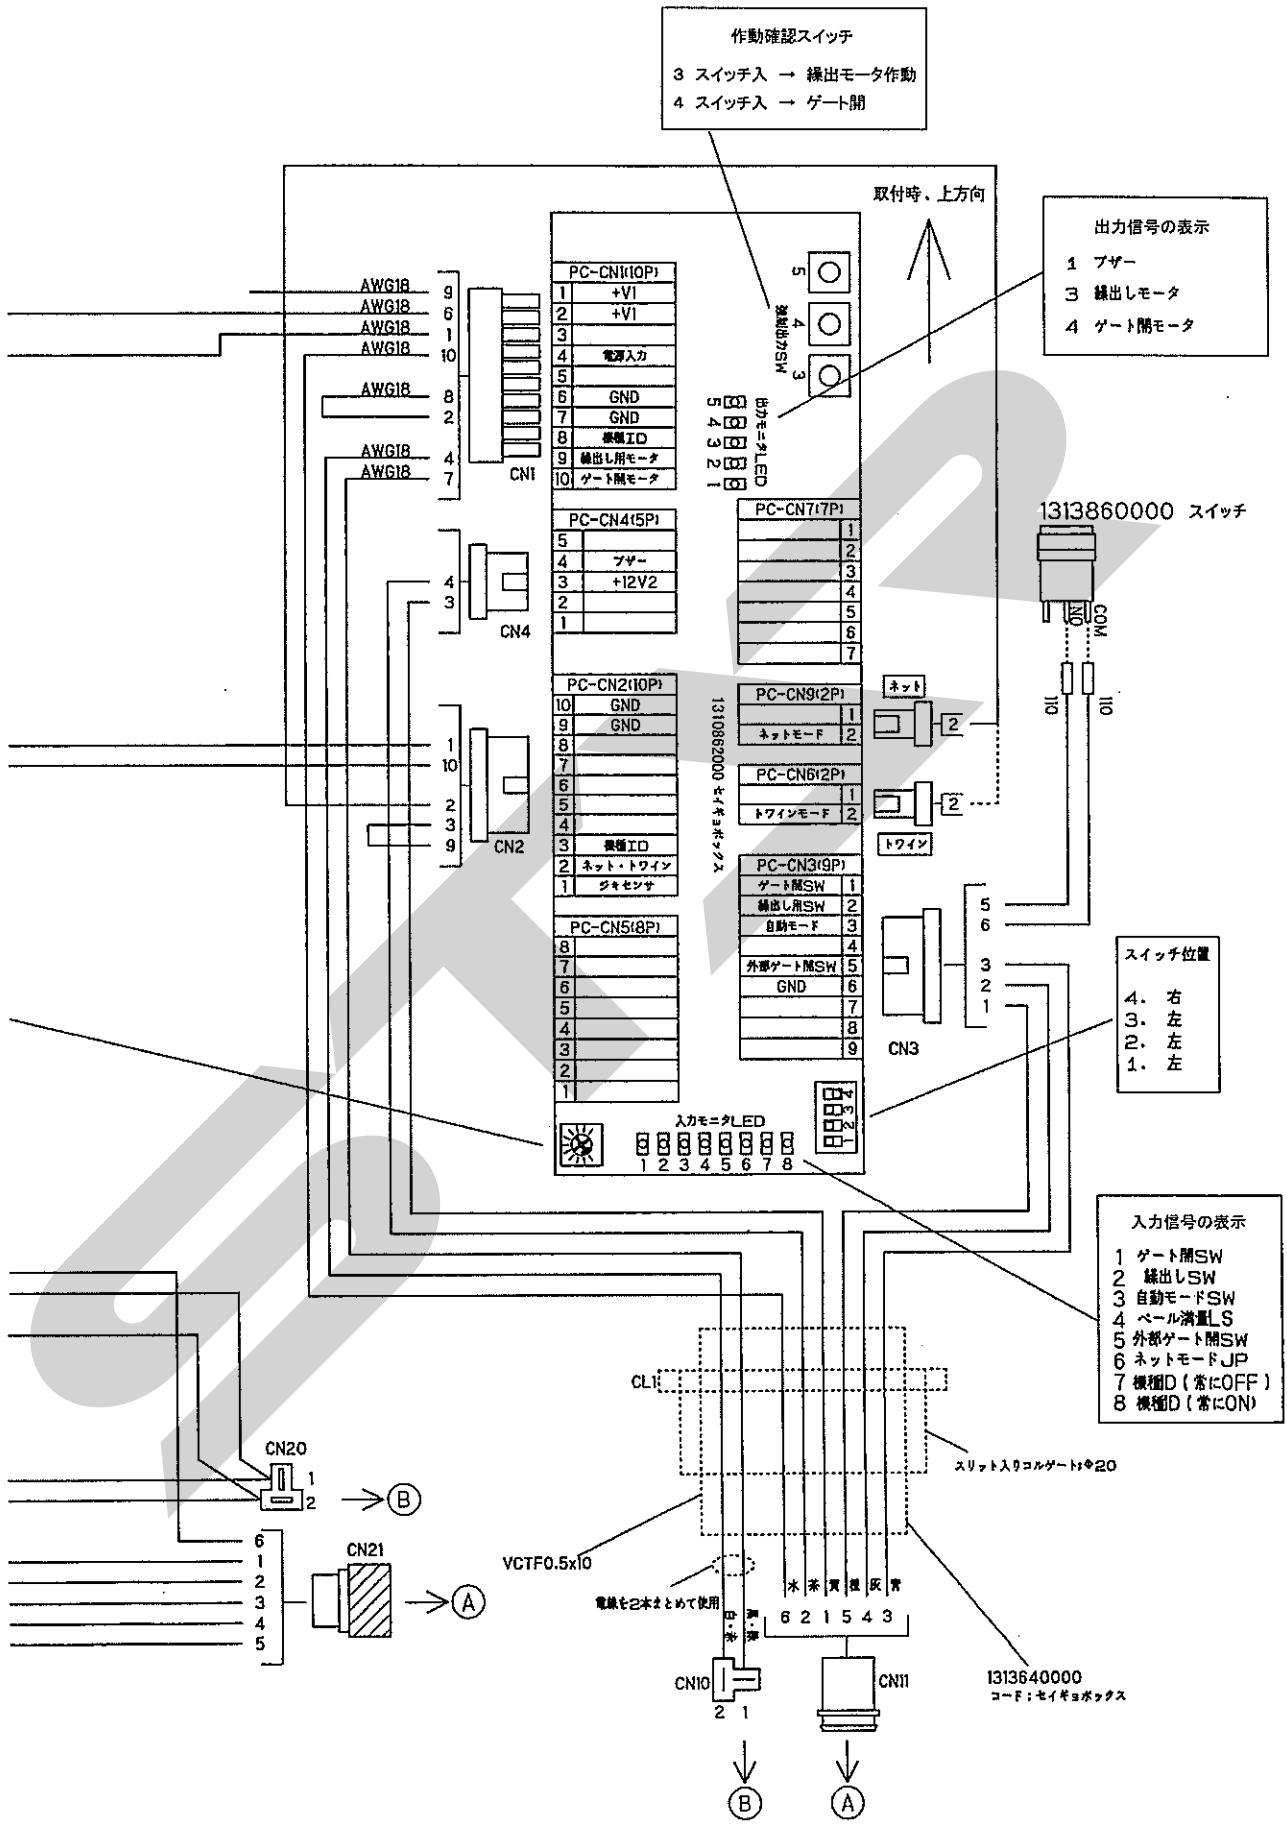 作動確認スイッチ
3 スイッチ入 → 繰出モータ作動
4 スイッチ入 → ゲート開
取付時、上方向
出力信号の表示
1 ブザー
3 繰出しモータ
4 ゲート開モータ
AWG18 9
AWG18 6
AWG18 1
AWG18 10
AWG18 8
2
AWG18 4
AWG18 7
CN1
PC-CN1(10P)
1 +V1
2 +V1
3
4 電源入力
5
6 GND
7 GND
8 機種ID
9 繰出し用モータ
10 ゲート開モータ
5
4
3
強制出力SW
5
4
3
2
1
出力モニタLED
4
3
CN4
PC-CN4(5P)
5
4 ブザー
3 +12V2
2
1
PC-CN7(7P)
1
2
3
4
5
6
7
1313860000 スイッチ
NO
COM
110
110
1
10
2
3
9
CN2
PC-CN2(10P)
10 GND
9 GND
8
7
6
5
4
3 機種ID
2 ネット・トワイン
1 ジキセンサ
1310862000 セイギョボックス
PC-CN9(2P)
1
ネットモード 2
ネット
2
PC-CN6(2P)
1
トワインモード 2
2
トワイン
PC-CN3(9P)
ゲート開SW 1
繰出し用SW 2
自動モード 3
4
外部ゲート開SW 5
GND 6
7
8
9
CN3
5
6
3
2
1
PC-CN5(8P)
8
7
6
5
4
3
2
1
スイッチ位置
4. 右
3. 左
2. 左
1. 左
4
3
2
1
入力モニタLED
1 2 3 4 5 6 7 8
入力信号の表示
1 ゲート開SW
2 繰出しSW
3 自動モードSW
4 ベール満量LS
5 外部ゲート開SW
6 ネットモードJP
7 機種D(常にOFF)
8 機種D(常にON)
CL1
スリット入りコルゲート:Φ20
CN20
1
2
B
VCTF0.5x10
電線を2本まとめて使用
6
1
2
3
4
5
CN21
A
白・赤
水 茶 黄 橙 灰 青
6 2 1 5 4 3
CN10
2 1
CN11
1313640000
コード:セイギョボックス
B
A
STS